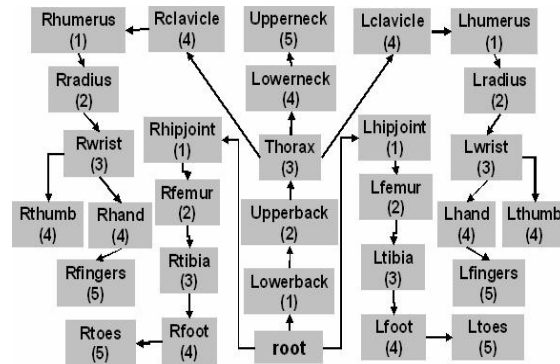 Rhumerus
(1)
Rclavicle
(4)
Upperneck
(5)
Lclavicle
(4)
Lhumerus
(1)
Rradius
(2)
Lowerneck
(4)
Lradius
(2)
Rwrist
(3)
Rhipjoint
(1)
Thorax
(3)
Lhipjoint
(1)
Lwrist
(3)
Rthumb
(4)
Rhand
(4)
Rfemur
(2)
Upperback
(2)
Lfemur
(2)
Lhand
(4)
Lthumb
(4)
Rfingers
(5)
Rtibia
(3)
Lowerback
(1)
Ltibia
(3)
Lfingers
(5)
Rtoes
(5)
Rfoot
(4)
root
Lfoot
(4)
Ltoes
(5)